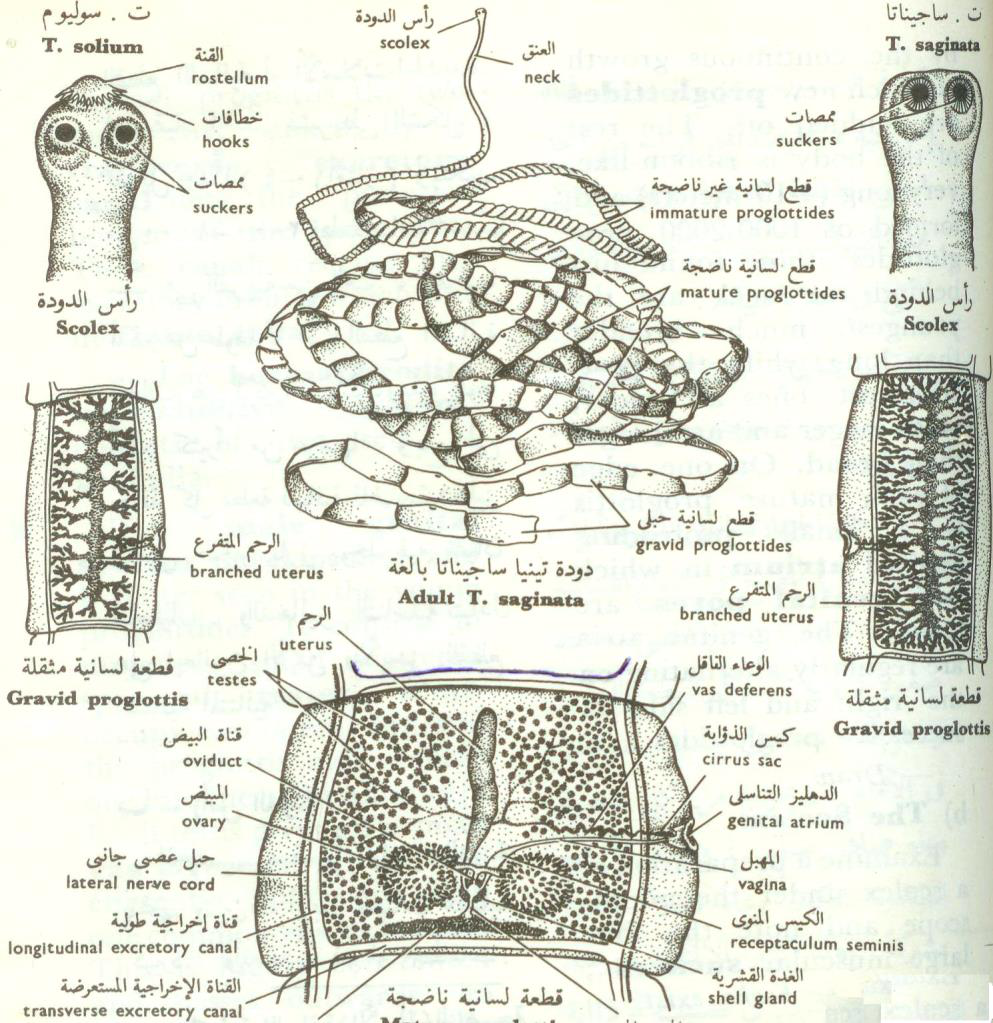 ت . سوليوم
T. solium
القنة
rostellum
خطافات
hooks
ممصات
suckers
رأس الدودة
Scolex
رأس الدودة
scolex
العنق
neck
ت . ساجيناتا
T. saginata
ممصات
suckers
قطع لسانية غير ناضجة
immature proglottides
قطع لسانية ناضجة
mature proglottides
رأس الدودة
Scolex
قطع لسانية حبلى
gravid proglottides
دودة تينيا ساجيناتا بالغة
Adult T. saginata
الرحم المتفرع
branched uterus
قطعة لسانية مثقلة
Gravid proglottis
الرحم المتفرع
branched uterus
قطعة لسانية مثقلة
Gravid proglottis
الرحم
uterus
الخصى
testes
قناة البيض
oviduct
المبيض
ovary
حبل عصبى جانبى
lateral nerve cord
قناة إخراجية طولية
longitudinal excretory canal
القناة الإخراجية المستعرضة
transverse excretory canal
الوعاء الناقل
vas deferens
كيس الذؤابة
cirrus sac
الدهليز التناسلى
genital atrium
المهبل
vagina
الكيس المنوى
receptaculum seminis
الغدة القشرية
shell gland
قطعة لسانية ناضجة